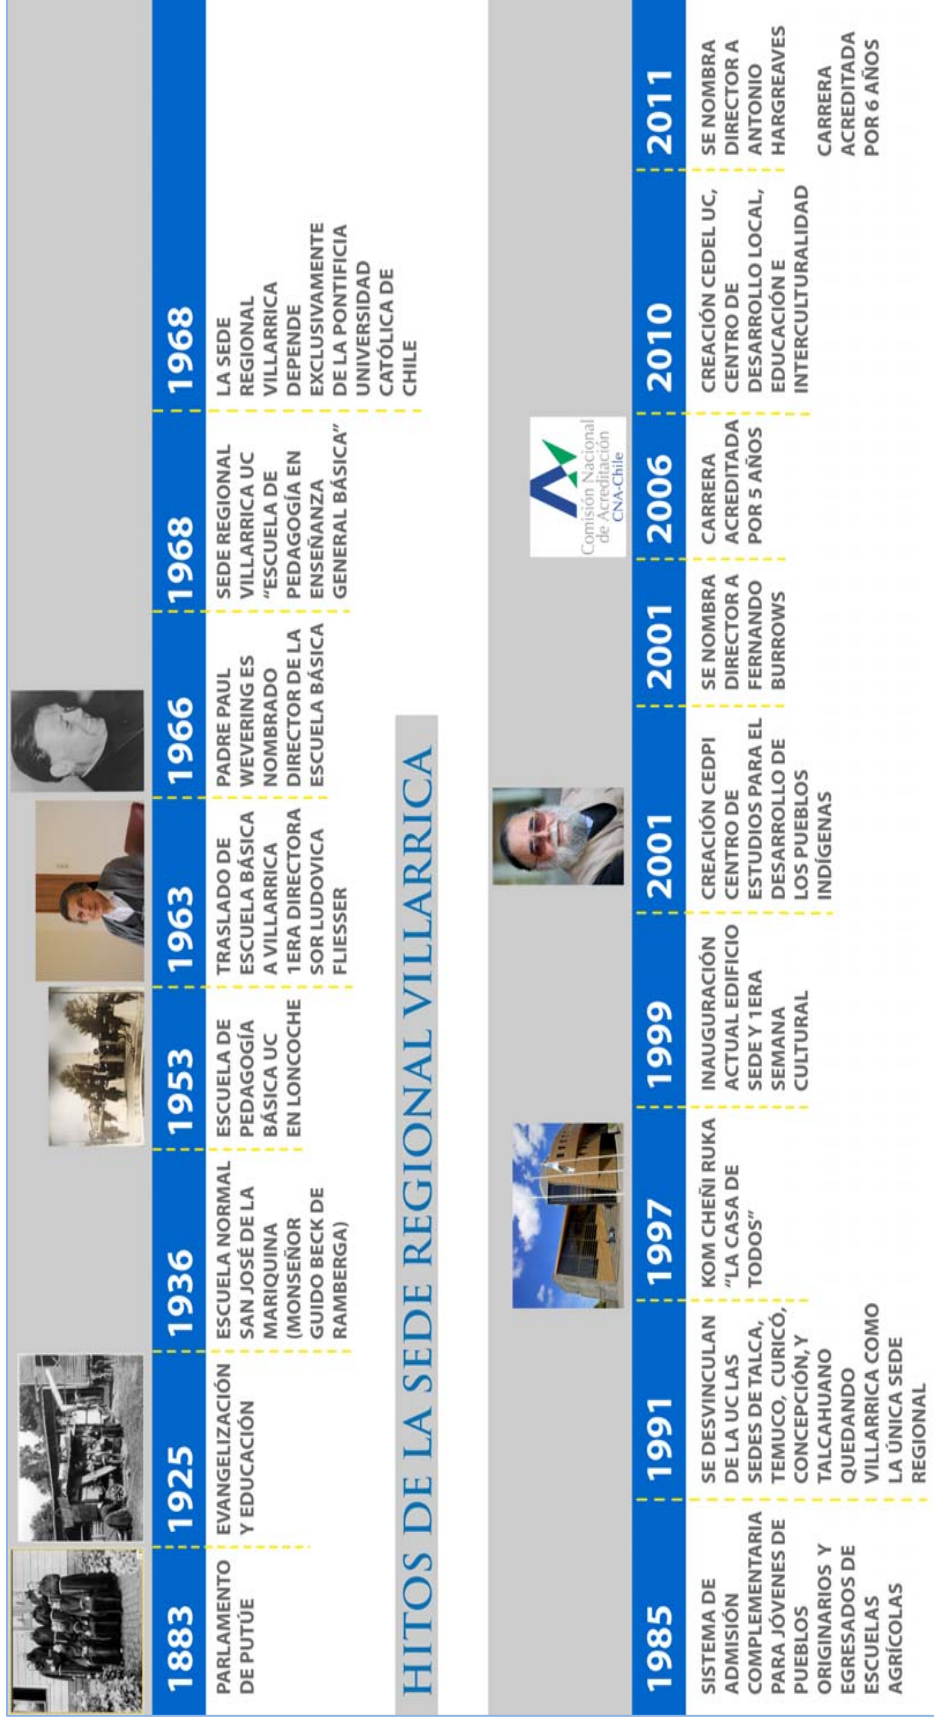 1883
PARLAMENTO
DE PUTÚE
1925
EVANGELIZACIÓN
Y EDUCACIÓN
1936
ESCUELA NORMAL
SAN JOSÉ DE LA
MARIQUINA
(MONSEÑOR
GUIDO BECK DE
RAMBERGA)
1953
ESCUELA DE
PEDAGOGÍA
BÁSICA UC
EN LONCOCHE
1963
TRASLADO DE
ESCUELA BÁSICA
A VILLARRICA
1ERA DIRECTORA
SOR LUDOVICA
FLIESSER
1966
PADRE PAUL
WEVERING ES
NOMBRADO
DIRECTOR DE LA
ESCUELA BÁSICA
1968
SEDE REGIONAL
VILLARRICA UC
"ESCUELA DE
PEDAGOGÍA EN
ENSEÑANZA
GENERAL BÁSICA"
1968
LA SEDE
REGIONAL
VILLARRICA
DEPENDE
EXCLUSIVAMENTE
DE LA PONTIFICIA
UNIVERSIDAD
CATÓLICA DE
CHILE
HITOS DE LA SEDE REGIONAL VILLARRICA
1985
SISTEMA DE
ADMISIÓN
COMPLEMENTARIA
PARA JÓVENES DE
PUEBLOS
ORIGINARIOS Y
EGRESADOS DE
ESCUELAS
AGRÍCOLAS
1991
SE DESVINCULAN
DE LA UC LAS
SEDES DE TALCA,
TEMUCO, CURICÓ,
CONCEPCIÓN, Y
TALCAHUANO
QUEDANDO
VILLARRICA COMO
LA ÚNICA SEDE
REGIONAL
1997
KOM CHEÑI RUKA
"LA CASA DE
TODOS"
1999
INAUGURACIÓN
ACTUAL EDIFICIO
SEDE Y 1ERA
SEMANA
CULTURAL
2001
CREACIÓN CEDPI
CENTRO DE
ESTUDIOS PARA EL
DESARROLLO DE
LOS PUEBLOS
INDÍGENAS
2001
SE NOMBRA
DIRECTOR A
FERNANDO
BURROWS
Comisión Nacional
de Acreditación
CNA-Chile
2006
CARRERA
ACREDITADA
POR 5 AÑOS
2010
CREACIÓN CEDEL UC,
CENTRO DE
DESARROLLO LOCAL,
EDUCACIÓN E
INTERCULTURALIDAD
2011
SE NOMBRA
DIRECTOR A
ANTONIO
HARGREAVES
CARRERA
ACREDITADA
POR 6 AÑOS